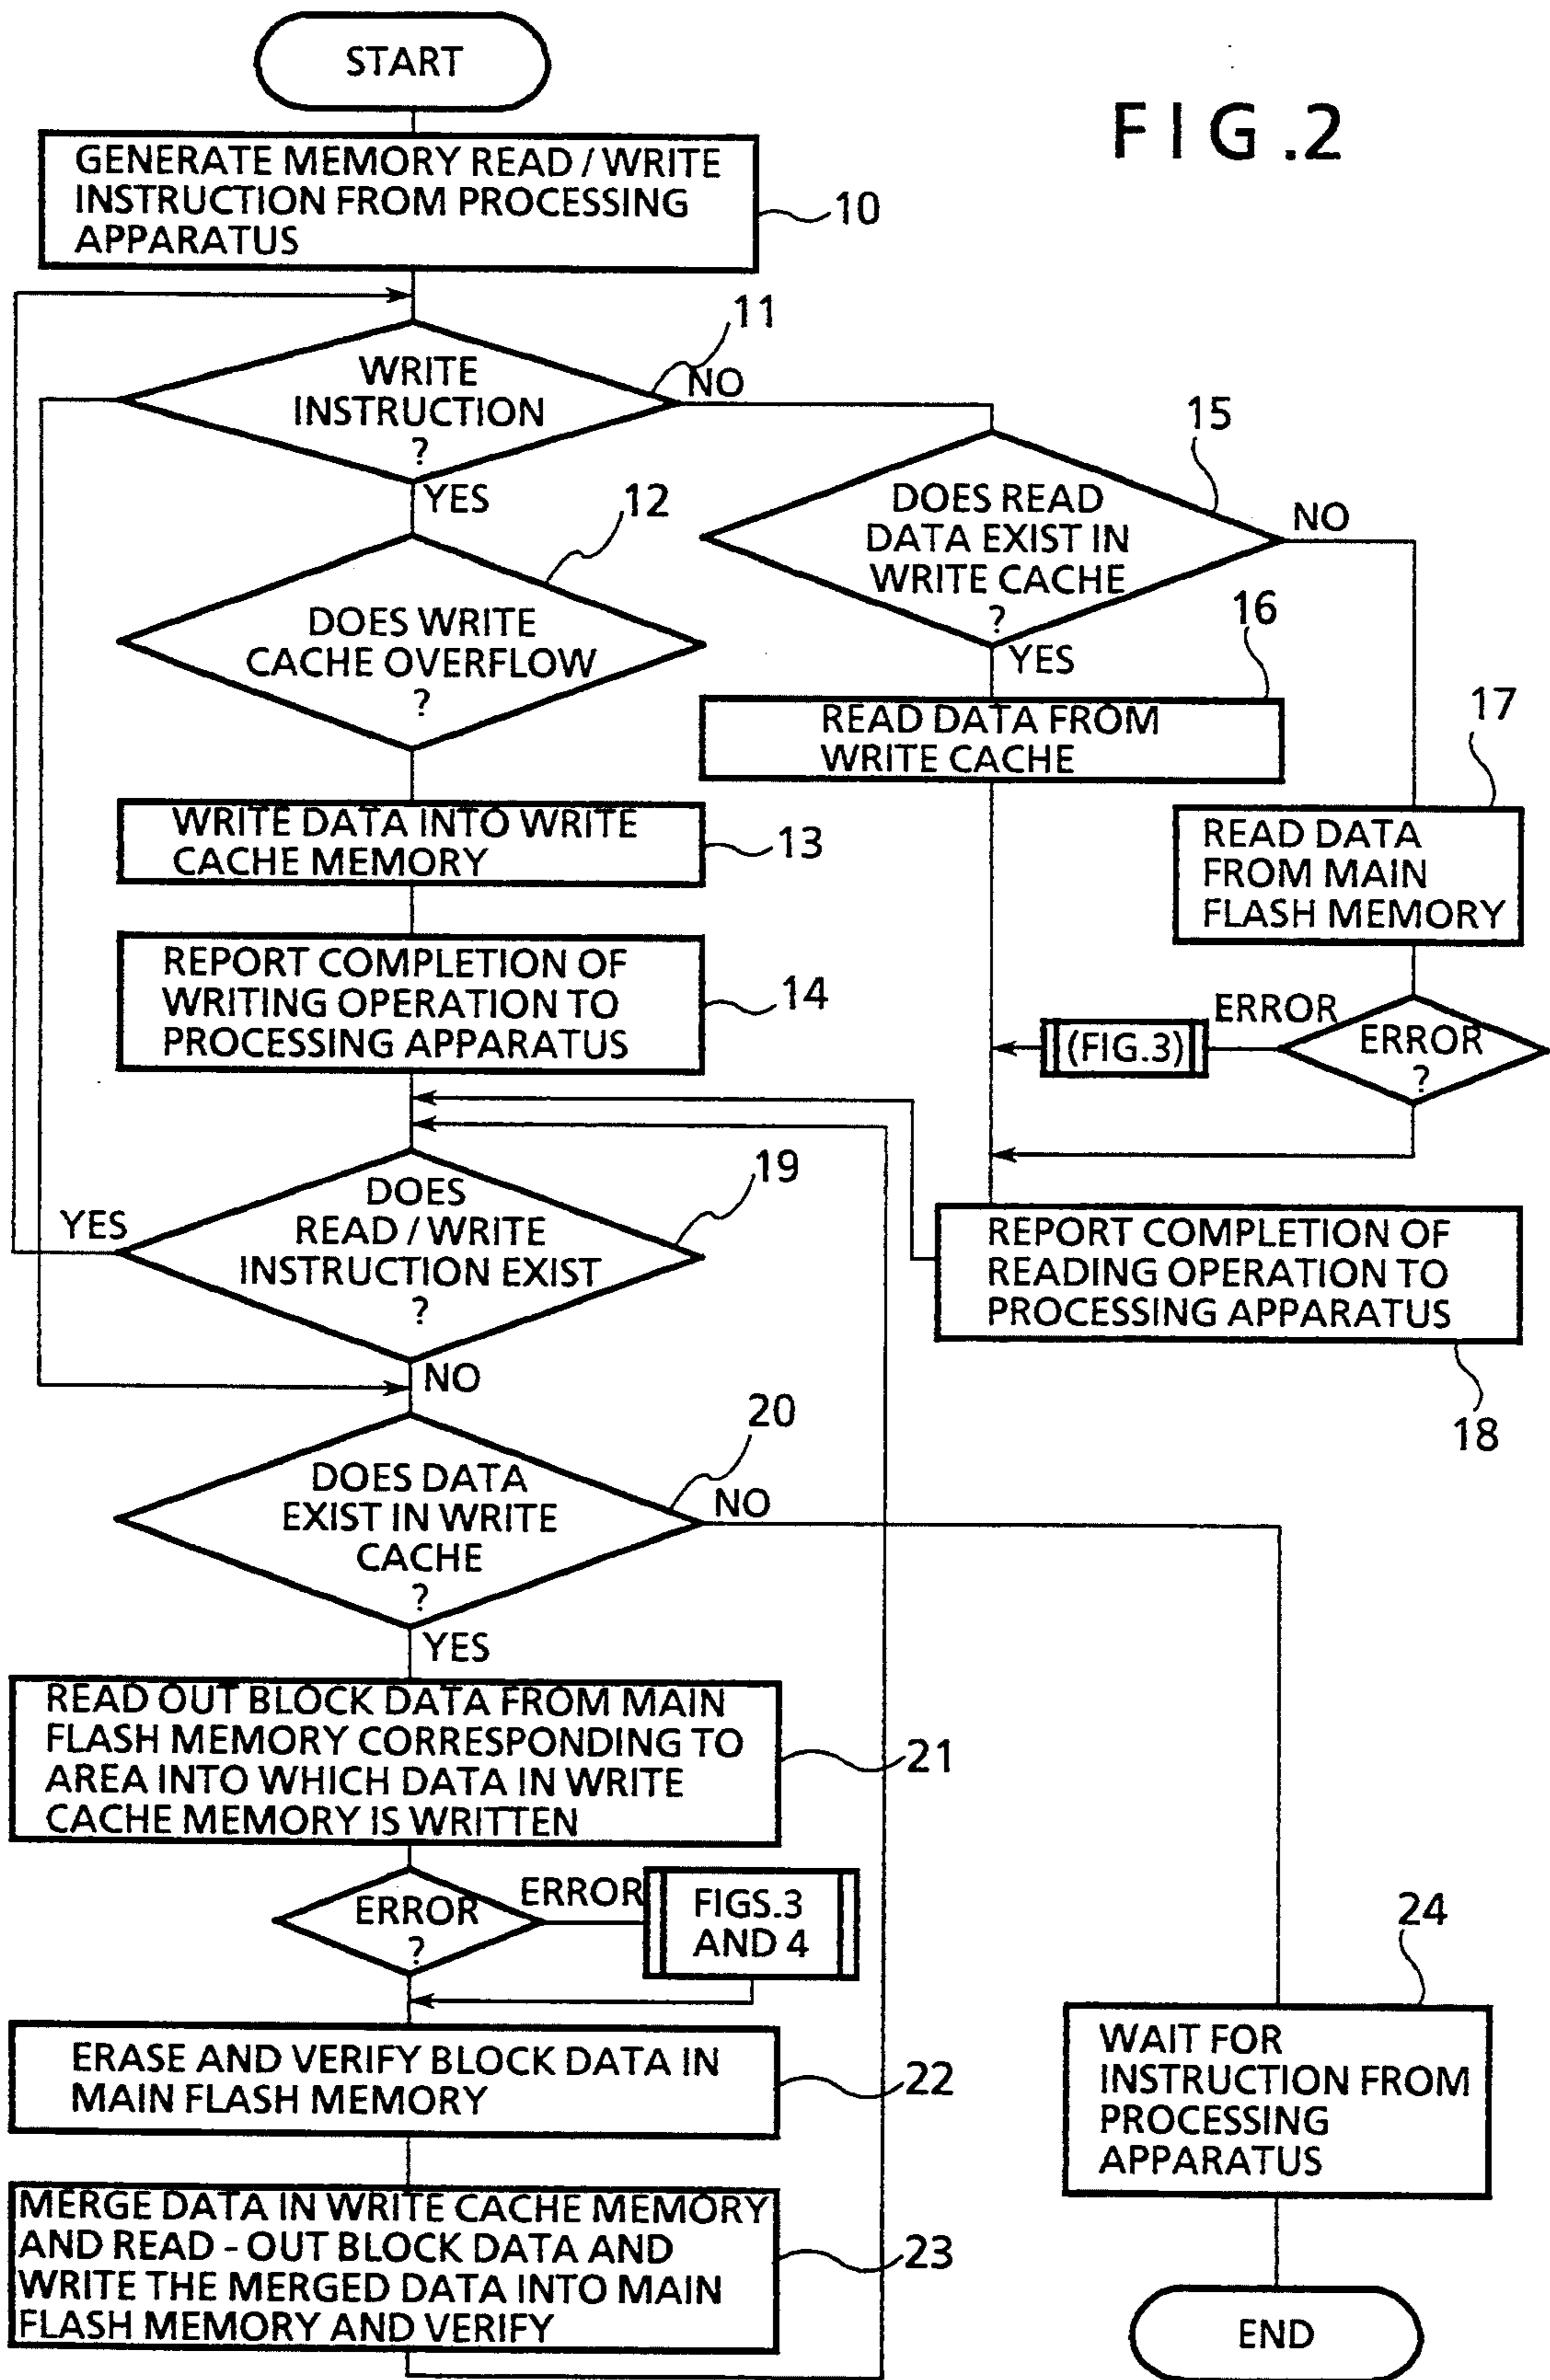 START
FIG.2
GENERATE MEMORY READ / WRITE
INSTRUCTION FROM PROCESSING
APPARATUS
10
11
WRITE
INSTRUCTION
?
NO
YES
12
DOES WRITE
CACHE OVERFLOW
?
WRITE DATA INTO WRITE
CACHE MEMORY
13
REPORT COMPLETION OF
WRITING OPERATION TO
PROCESSING APPARATUS
14
15
DOES READ
DATA EXIST IN
WRITE CACHE
?
NO
YES
16
READ DATA FROM
WRITE CACHE
17
READ DATA
FROM MAIN
FLASH MEMORY
ERROR
?
ERROR
(FIG.3)
REPORT COMPLETION OF
READING OPERATION TO
PROCESSING APPARATUS
18
19
DOES
READ / WRITE
INSTRUCTION EXIST
?
YES
NO
20
DOES DATA
EXIST IN WRITE
CACHE
?
NO
YES
READ OUT BLOCK DATA FROM MAIN
FLASH MEMORY CORRESPONDING TO
AREA INTO WHICH DATA IN WRITE
CACHE MEMORY IS WRITTEN
21
ERROR
?
ERROR
FIGS.3
AND 4
ERASE AND VERIFY BLOCK DATA IN
MAIN FLASH MEMORY
22
MERGE DATA IN WRITE CACHE MEMORY
AND READ - OUT BLOCK DATA AND
WRITE THE MERGED DATA INTO MAIN
FLASH MEMORY AND VERIFY
23
24
WAIT FOR
INSTRUCTION FROM
PROCESSING
APPARATUS
END